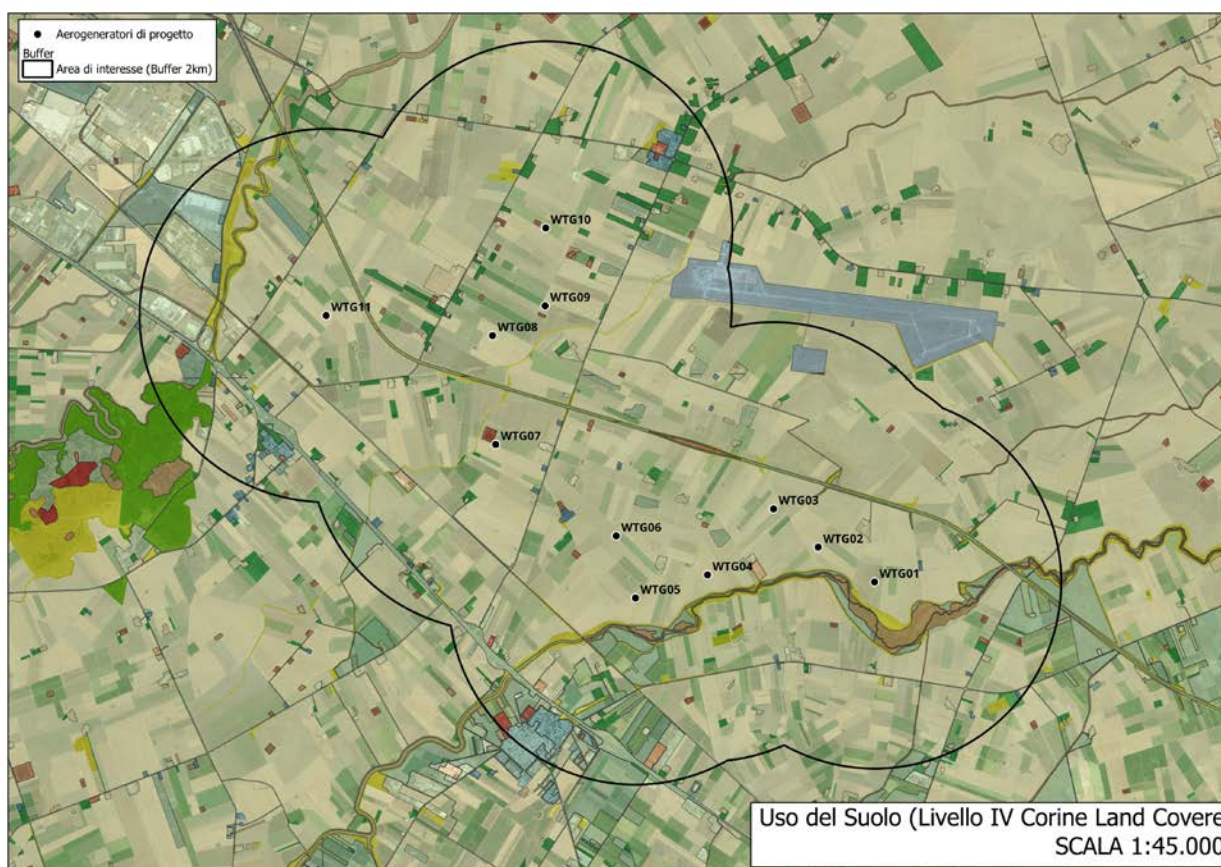 Aerogeneratori di progetto
Buffer
Area di interesse (Buffer 2km)
WTG10
WTG09
WTG11
WTG08
WTG07
WTG03
WTG06
WTG02
WTG04
WTG01
WTG05
Uso del Suolo (Livello IV Corine Land Covere
SCALA 1:45.000